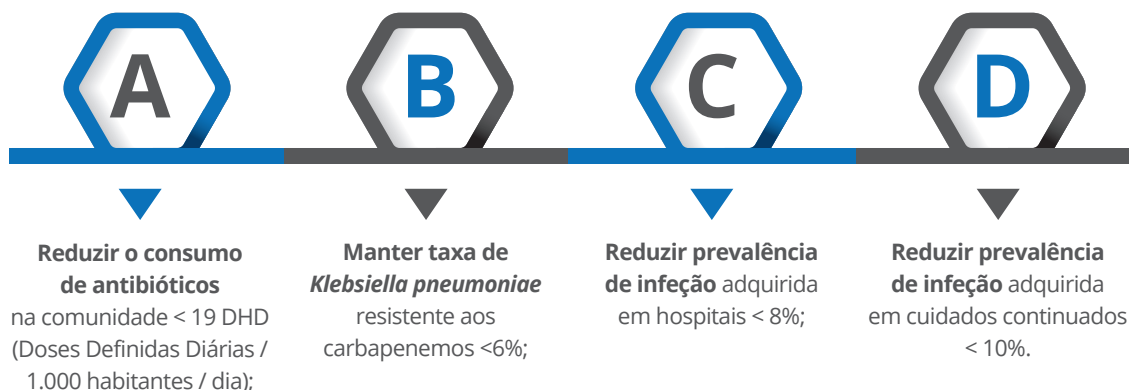 A
Reduzir o consumo
de antibióticos
na comunidade < 19 DHD
(Doses Definidas Diárias /
1.000 habitantes / dia);
B
Manter taxa de
Klebsiella pneumoniae
resistente aos
carbapenemos <6%;
C
Reduzir prevalência
de infeção adquirida
em hospitais < 8%;
D
Reduzir prevalência
de infeção adquirida
em cuidados continuados
< 10%.